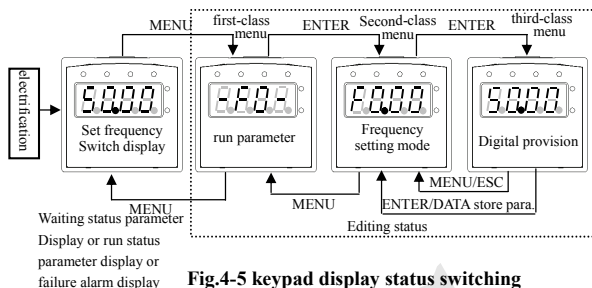 MENU
first-class
menu
ENTER
Second-class
menu
ENTER
third-class
menu
electrification
50.00
-F0-
F0.00
50.00
Set frequency
Switch display
run parameter
Frequency
setting mode
Digital provision
MENU
MENU
MENU/ESC
ENTER/DATA store para.
Editing status
Waiting status parameter
Display or run status
parameter display or
failure alarm display
Fig.4-5 keypad display status switching